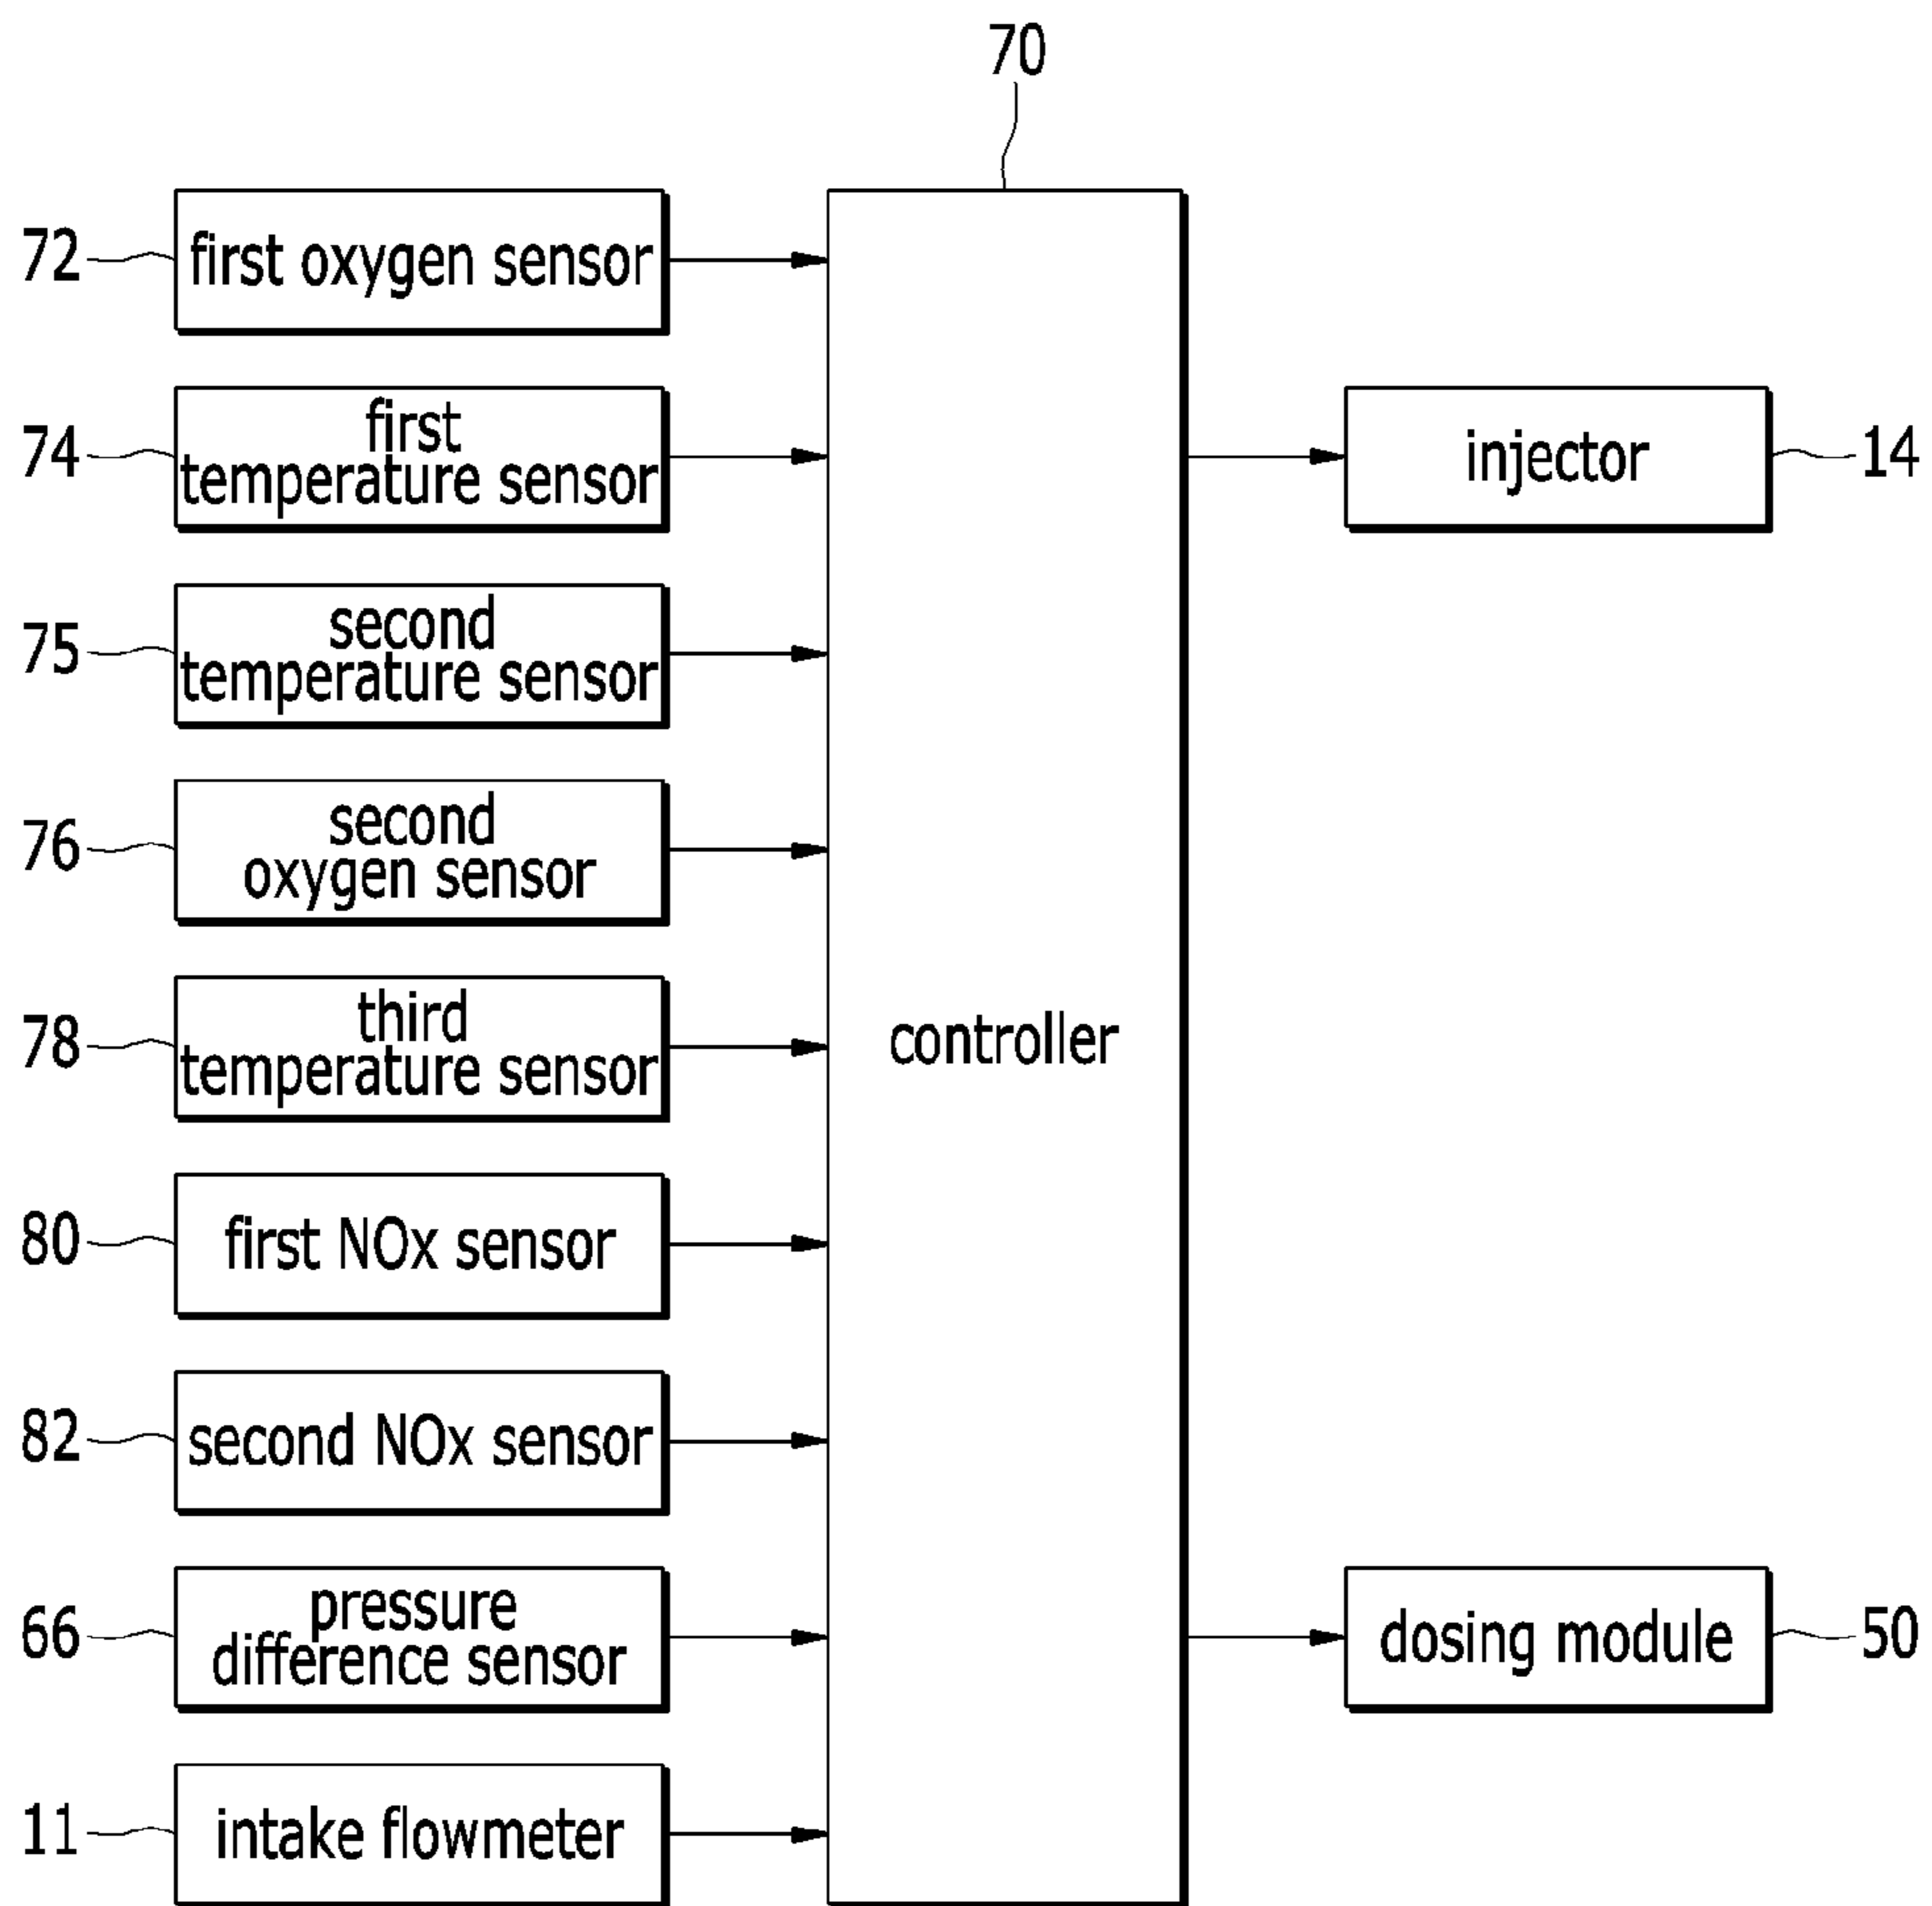 70
72
first oxygen sensor
74
first
temperature sensor
injector
14
75
second
temperature sensor
76
second
oxygen sensor
78
third
temperature sensor
controller
80
first NOx sensor
82
second NOx sensor
66
pressure
difference sensor
dosing module
50
11
intake flowmeter